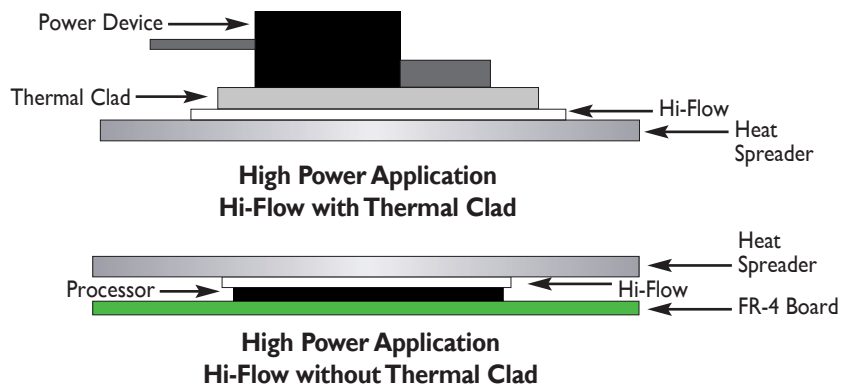 Power Device
Thermal Clad
Hi-Flow
Heat
Spreader
High Power Application
Hi-Flow with Thermal Clad
Heat
Spreader
Processor
Hi-Flow
FR-4 Board
High Power Application
Hi-Flow without Thermal Clad